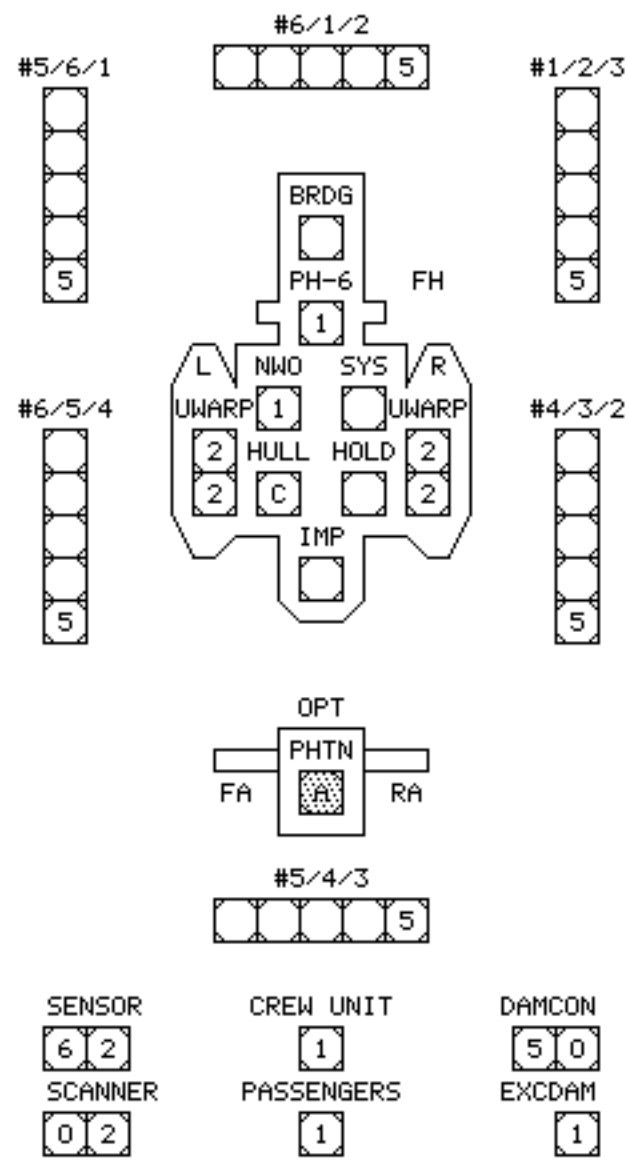 #6/1/2
5
#5/6/1 #1/2/3
BRDG
5 PH-6 FH 5
1
L NWO SYS R
#6/5/4 UWARP 1 UWARP #4/3/2
2 HULL HOLD 2
2 C 2
IMP
5 5
OPT
PHTN
FA A RA
#5/4/3
5
SENSOR CREW UNIT DAMCON
6 2 1 5 0
SCANNER PASSENGERS EXCDAM
0 2 1 1